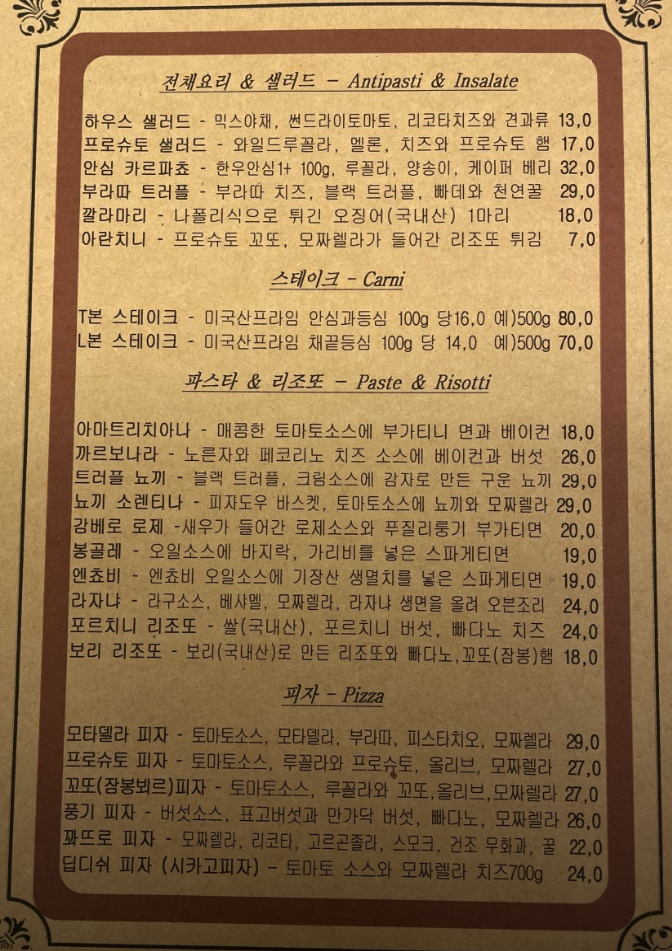 전채요리 & 샐러드 - Antipasti & Insalate
하우스 샐러드 - 믹스야채, 썬드라이토마토, 리코타치즈와 견과류 13,0
프로슈토 샐러드 - 와일드루꼴라, 멜론, 치즈와 프로슈토 햄 17,0
안심 카르파쵸 - 한우안심1+ 100g, 루꼴라, 양송이, 케이퍼 베리 32,0
부라따 트러플 - 부라따 치즈, 블랙 트러플, 빠데와 천연꿀 29,0
깔라마리 - 나폴리식으로 튀긴 오징어(국내산) 1마리 18,0
아란치니 - 프로슈토 꼬또, 모짜렐라가 들어간 리조또 튀김 7,0
스테이크 - Carni
T본 스테이크 - 미국산프라임 안심과등심 100g 당16,0 예)500g 80,0
L본 스테이크 - 미국산프라임 채끝등심 100g 당 14,0 예)500g 70,0
파스타 & 리조또 - Paste & Risotti
아마트리치아나 - 매콤한 토마토소스에 부가티니 면과 베이컨 18,0
까르보나라 - 노른자와 페코리노 치즈 소스에 베이컨과 버섯 26,0
트러플 뇨끼 - 블랙 트러플, 크림소스에 감자로 만든 구운 뇨끼 29,0
뇨끼 소렌티나 - 피자도우 바스켓, 토마토소스에 뇨끼와 모짜렐라 29,0
감베로 로제 -새우가 들어간 로제소스와 푸질리룽기 부가티면 20,0
봉골레 - 오일소스에 바지락, 가리비를 넣은 스파게티면 19,0
엔쵸비 - 엔쵸비 오일소스에 기장산 생멸치를 넣은 스파게티면 19,0
라자냐 - 라구소스, 베샤멜, 모짜렐라, 라자냐 생면을 올려 오븐조리 24,0
포르치니 리조또 - 쌀(국내산), 포르치니 버섯, 빠다노 치즈 24,0
보리 리조또 - 보리(국내산)로 만든 리조또와 빠다노,꼬또(잠봉)햄 18,0
피자 - Pizza
모타델라 피자 - 토마토소스, 모타델라, 부라따, 피스타치오, 모짜렐라 29,0
프로슈토 피자 - 토마토소스, 루꼴라와 프로슈토, 올리브, 모짜렐라 27,0
꼬또(잠봉뵈르)피자 - 토마토소스, 루꼴라와 꼬또,올리브,모짜렐라 27,0
풍기 피자 - 버섯소스, 표고버섯과 만가닥 버섯, 빠다노, 모짜렐라 26,0
꽈뜨로 피자 - 모짜렐라, 리코타, 고르곤졸라, 스모크, 건조 무화과, 꿀 22,0
딥디쉬 피자 (시카고피자) - 토마토 소스와 모짜렐라 치즈700g 24,0